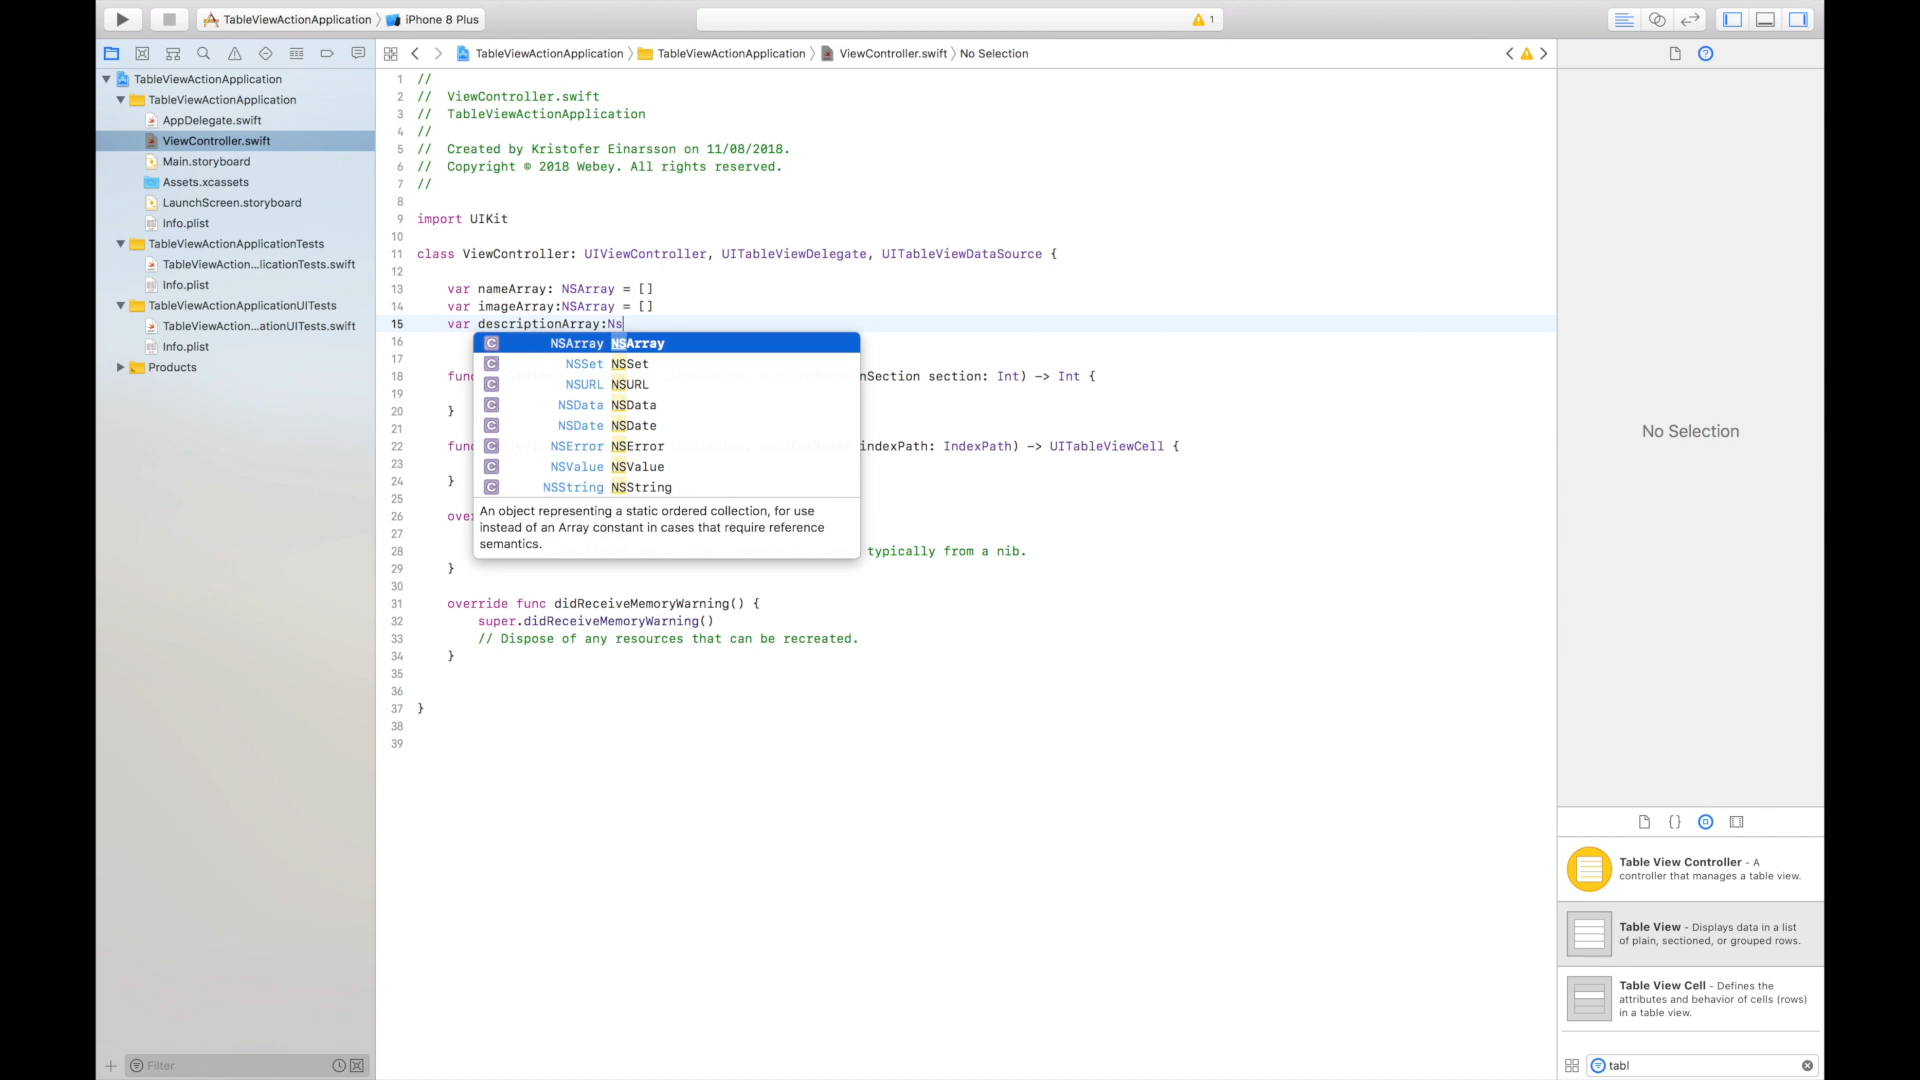 TableViewActionApplication
iPhone 8 Plus
1
TableViewActionApplication
TableViewActionApplication
ViewController.swift
No Selection
TableViewActionApplication
TableViewActionApplication
AppDelegate.swift
ViewController.swift
Main.storyboard
Assets.xcassets
LaunchScreen.storyboard
Info.plist
TableViewActionApplicationTests
TableViewAction...licationTests.swift
Info.plist
TableViewActionApplicationUITests
TableViewAction...ationUITests.swift
Info.plist
Products
Filter
1 //
2 // ViewController.swift
3 // TableViewActionApplication
4 //
5 // Created by Kristofer Einarsson on 11/08/2018.
6 // Copyright © 2018 Webey. All rights reserved.
7 //
8
9 import UIKit
10
11 class ViewController: UIViewController, UITableViewDelegate, UITableViewDataSource {
12
13 var nameArray: NSArray = []
14 var imageArray:NSArray = []
15 var descriptionArray:Ns
16
17
18 func nSection section: Int) -> Int {
19
20 }
21
22 func indexPath: IndexPath) -> UITableViewCell {
23
24 }
25
26 over
27
28 typically from a nib.
29 }
30
31 override func didReceiveMemoryWarning() {
32 super.didReceiveMemoryWarning()
33 // Dispose of any resources that can be recreated.
34 }
35
36
37 }
38
39
C NSArray NSArray
C NSSet NSSet
C NSURL NSURL
C NSData NSData
C NSDate NSDate
C NSError NSError
C NSValue NSValue
C NSString NSString
An object representing a static ordered collection, for use
instead of an Array constant in cases that require reference
semantics.
No Selection
Table View Controller - A
controller that manages a table view.
Table View - Displays data in a list
of plain, sectioned, or grouped rows.
Table View Cell - Defines the
attributes and behavior of cells (rows)
in a table view.
tabl